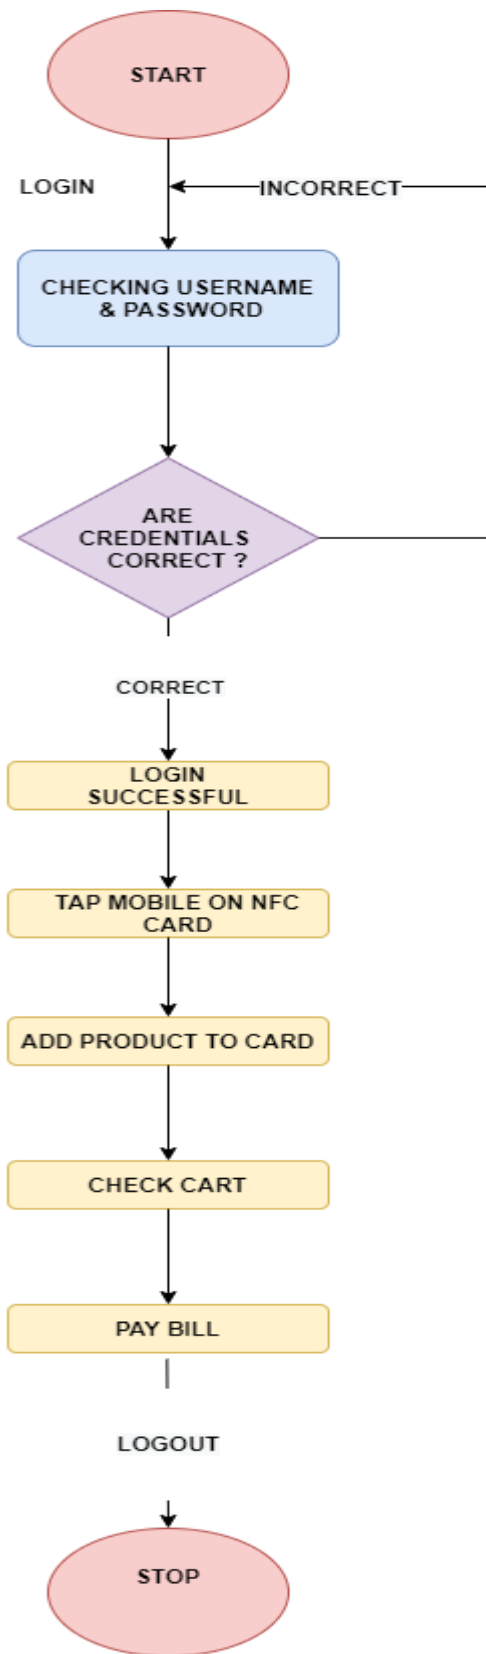 START
LOGIN
INCORRECT
CHECKING USERNAME
& PASSWORD
ARE
CREDENTIALS
CORRECT ?
CORRECT
LOGIN
SUCCESSFUL
TAP MOBILE ON NFC
CARD
ADD PRODUCT TO CARD
CHECK CART
PAY BILL
LOGOUT
STOP